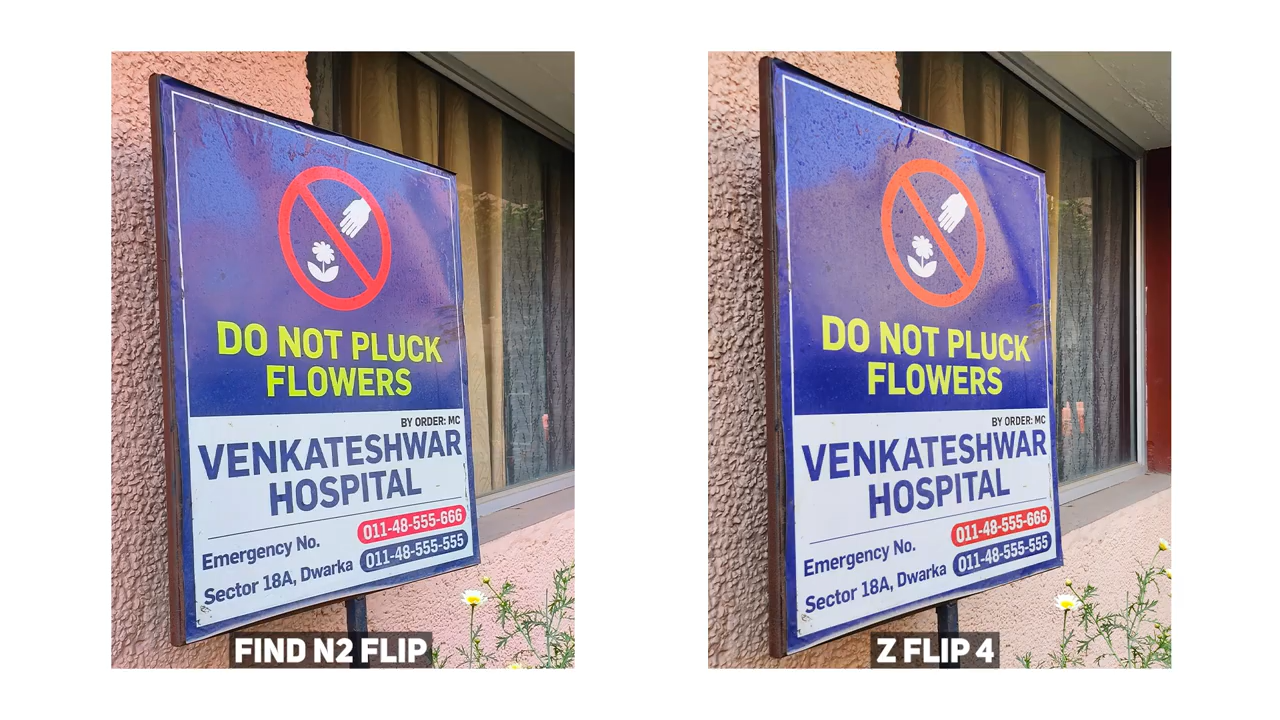 DO NOT PLUCK
FLOWERS
BY ORDER: MC
VENKATESHWAR
HOSPITAL
Emergency No.
011-48-555-666
011-48-555-555
Sector 18A, Dwarka
FIND N2 FLIP
DO NOT PLUCK
FLOWERS
BY ORDER: MC
VENKATESHWAR
HOSPITAL
Emergency No.
011-48-555-666
011-48-555-555
Sector 18A, Dwarka
Z FLIP 4